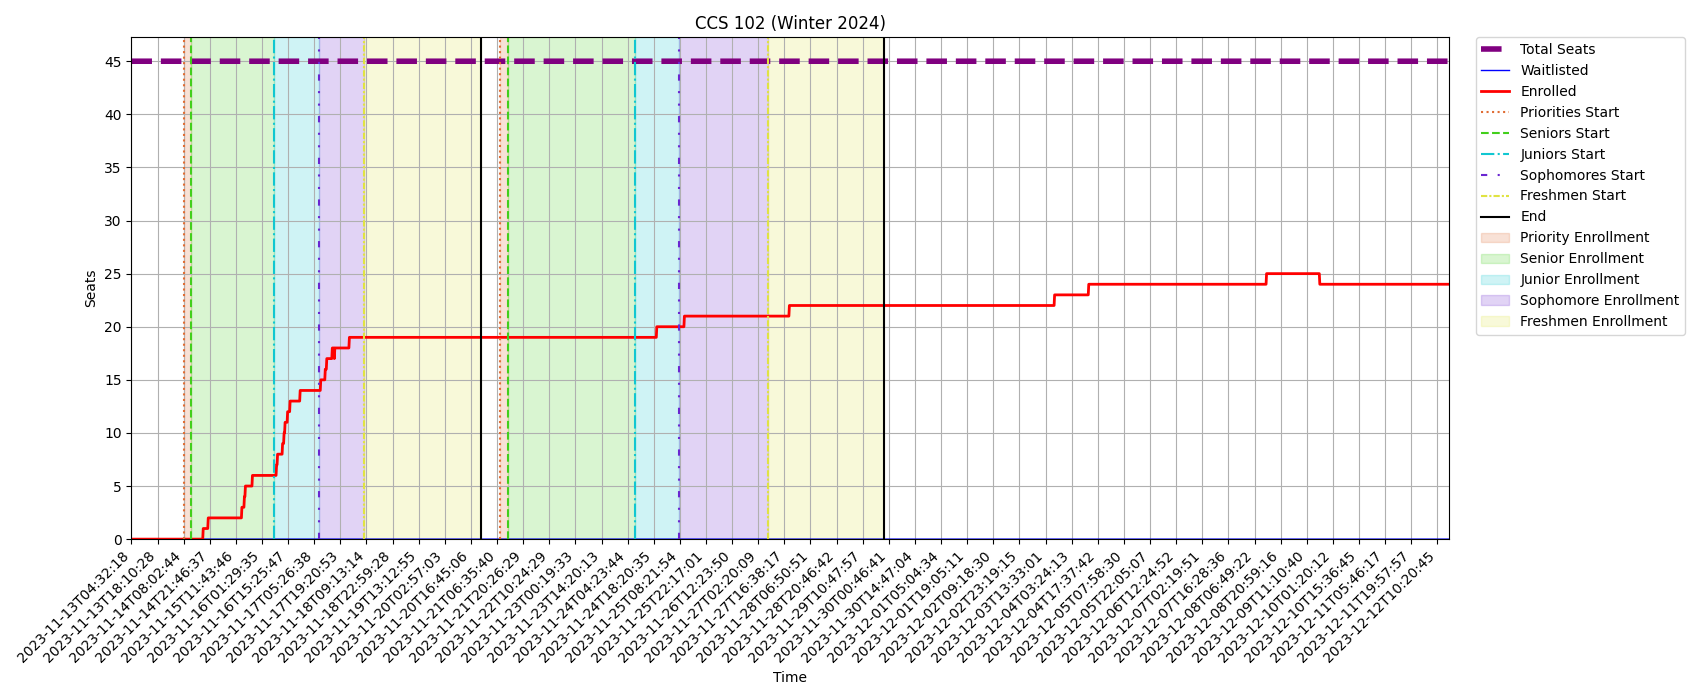 CCS 102 (Winter 2024)
Seats
45
40
35
30
25
20
15
10
5
0
2023-11-13T04:32:18
2023-11-13T18:10:28
2023-11-14T08:02:44
2023-11-14T21:46:37
2023-11-15T11:43:46
2023-11-16T01:29:35
2023-11-16T15:25:47
2023-11-17T05:26:38
2023-11-17T19:20:53
2023-11-18T09:13:14
2023-11-18T22:59:28
2023-11-19T13:12:55
2023-11-20T02:57:03
2023-11-20T16:45:06
2023-11-21T06:35:40
2023-11-21T20:26:29
2023-11-22T10:24:29
2023-11-23T00:19:33
2023-11-23T14:20:13
2023-11-24T04:23:44
2023-11-24T18:20:35
2023-11-25T08:21:54
2023-11-25T22:17:01
2023-11-26T12:23:50
2023-11-27T02:20:09
2023-11-27T16:38:17
2023-11-28T06:50:51
2023-11-28T20:46:42
2023-11-29T10:47:57
2023-11-30T00:46:41
2023-11-30T14:47:04
2023-12-01T05:04:34
2023-12-01T19:05:11
2023-12-02T09:18:30
2023-12-02T23:19:15
2023-12-03T13:33:01
2023-12-04T03:24:13
2023-12-04T17:37:42
2023-12-05T07:58:30
2023-12-05T22:05:07
2023-12-06T12:24:52
2023-12-07T02:19:51
2023-12-07T16:28:36
2023-12-08T06:49:22
2023-12-08T20:59:16
2023-12-09T11:10:40
2023-12-10T01:20:12
2023-12-10T15:36:45
2023-12-11T05:46:17
2023-12-11T19:57:57
2023-12-12T10:20:45
Time
Total Seats
Waitlisted
Enrolled
Priorities Start
Seniors Start
Juniors Start
Sophomores Start
Freshmen Start
End
Priority Enrollment
Senior Enrollment
Junior Enrollment
Sophomore Enrollment
Freshmen Enrollment